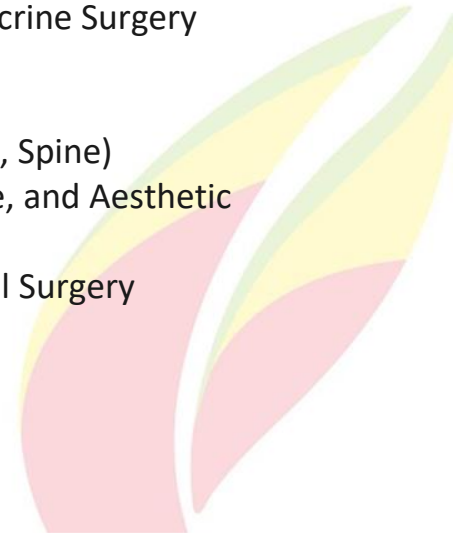 crine Surgery
, Spine)
e, and Aesthetic
l Surgery